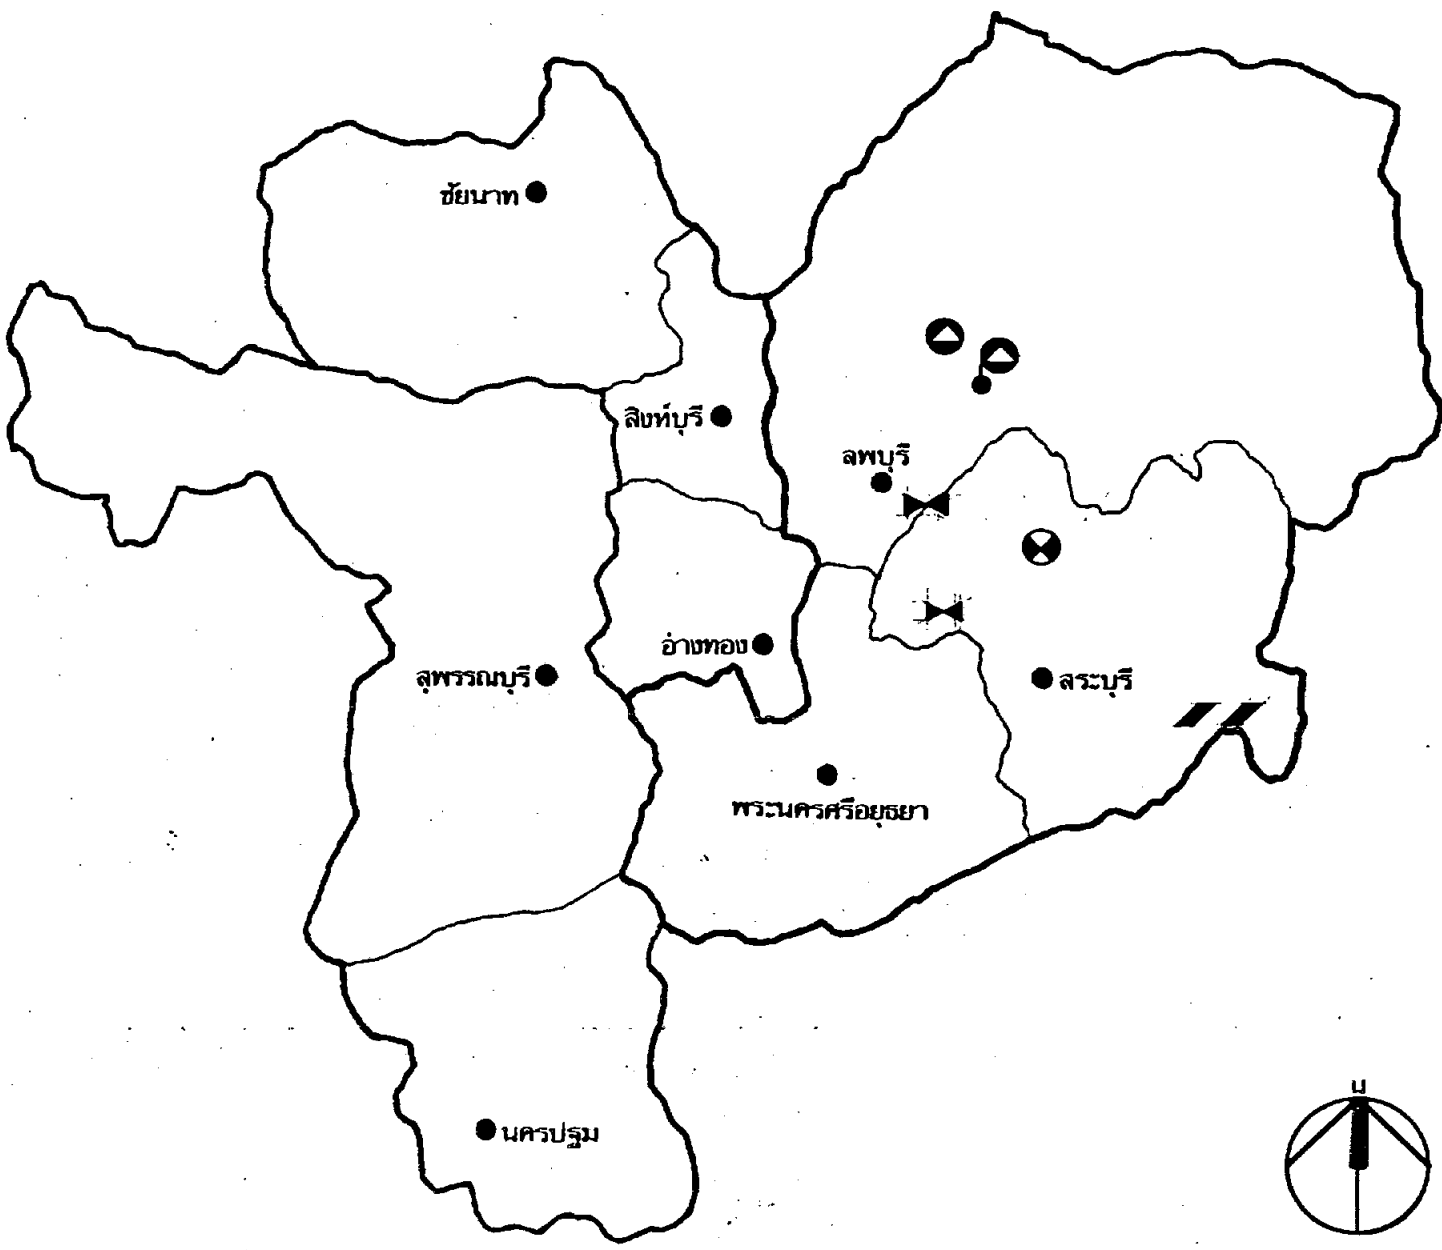 ชัยนาท
สิงห์บุรี
ลพบุรี
อ่างทอง
สุพรรณบุรี
สระบุรี
พระนครศรีอยุธยา
น
นครปฐม